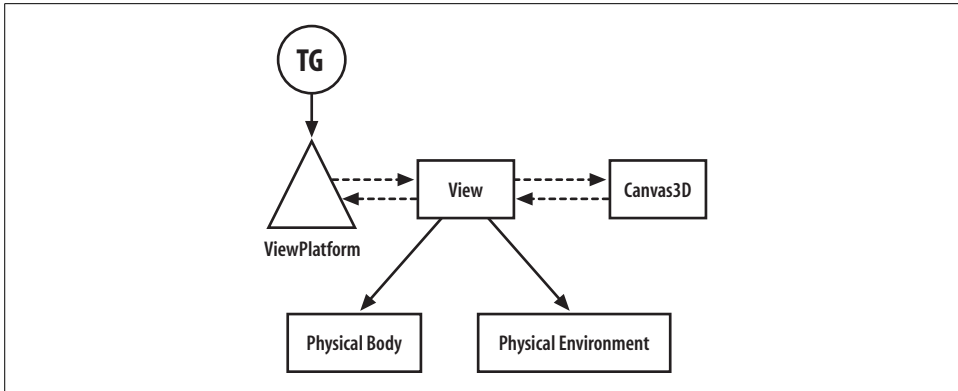 TG
View
Canvas3D
ViewPlatform
Physical Body
Physical Environment